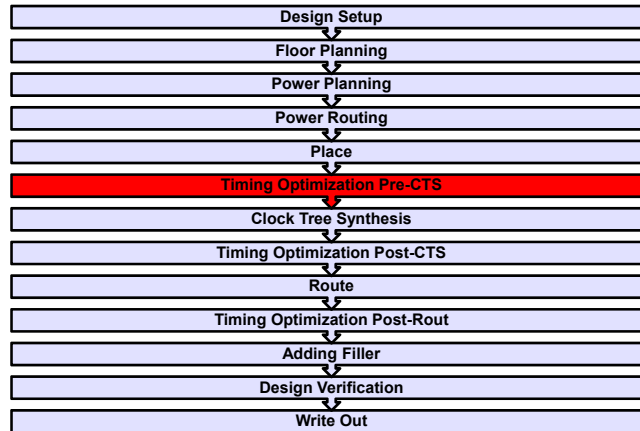 Design Setup
Floor Planning
Power Planning
Power Routing
Place
Timing Optimization Pre-CTS
Clock Tree Synthesis
Timing Optimization Post-CTS
Route
Timing Optimization Post-Rout
Adding Filler
Design Verification
Write Out